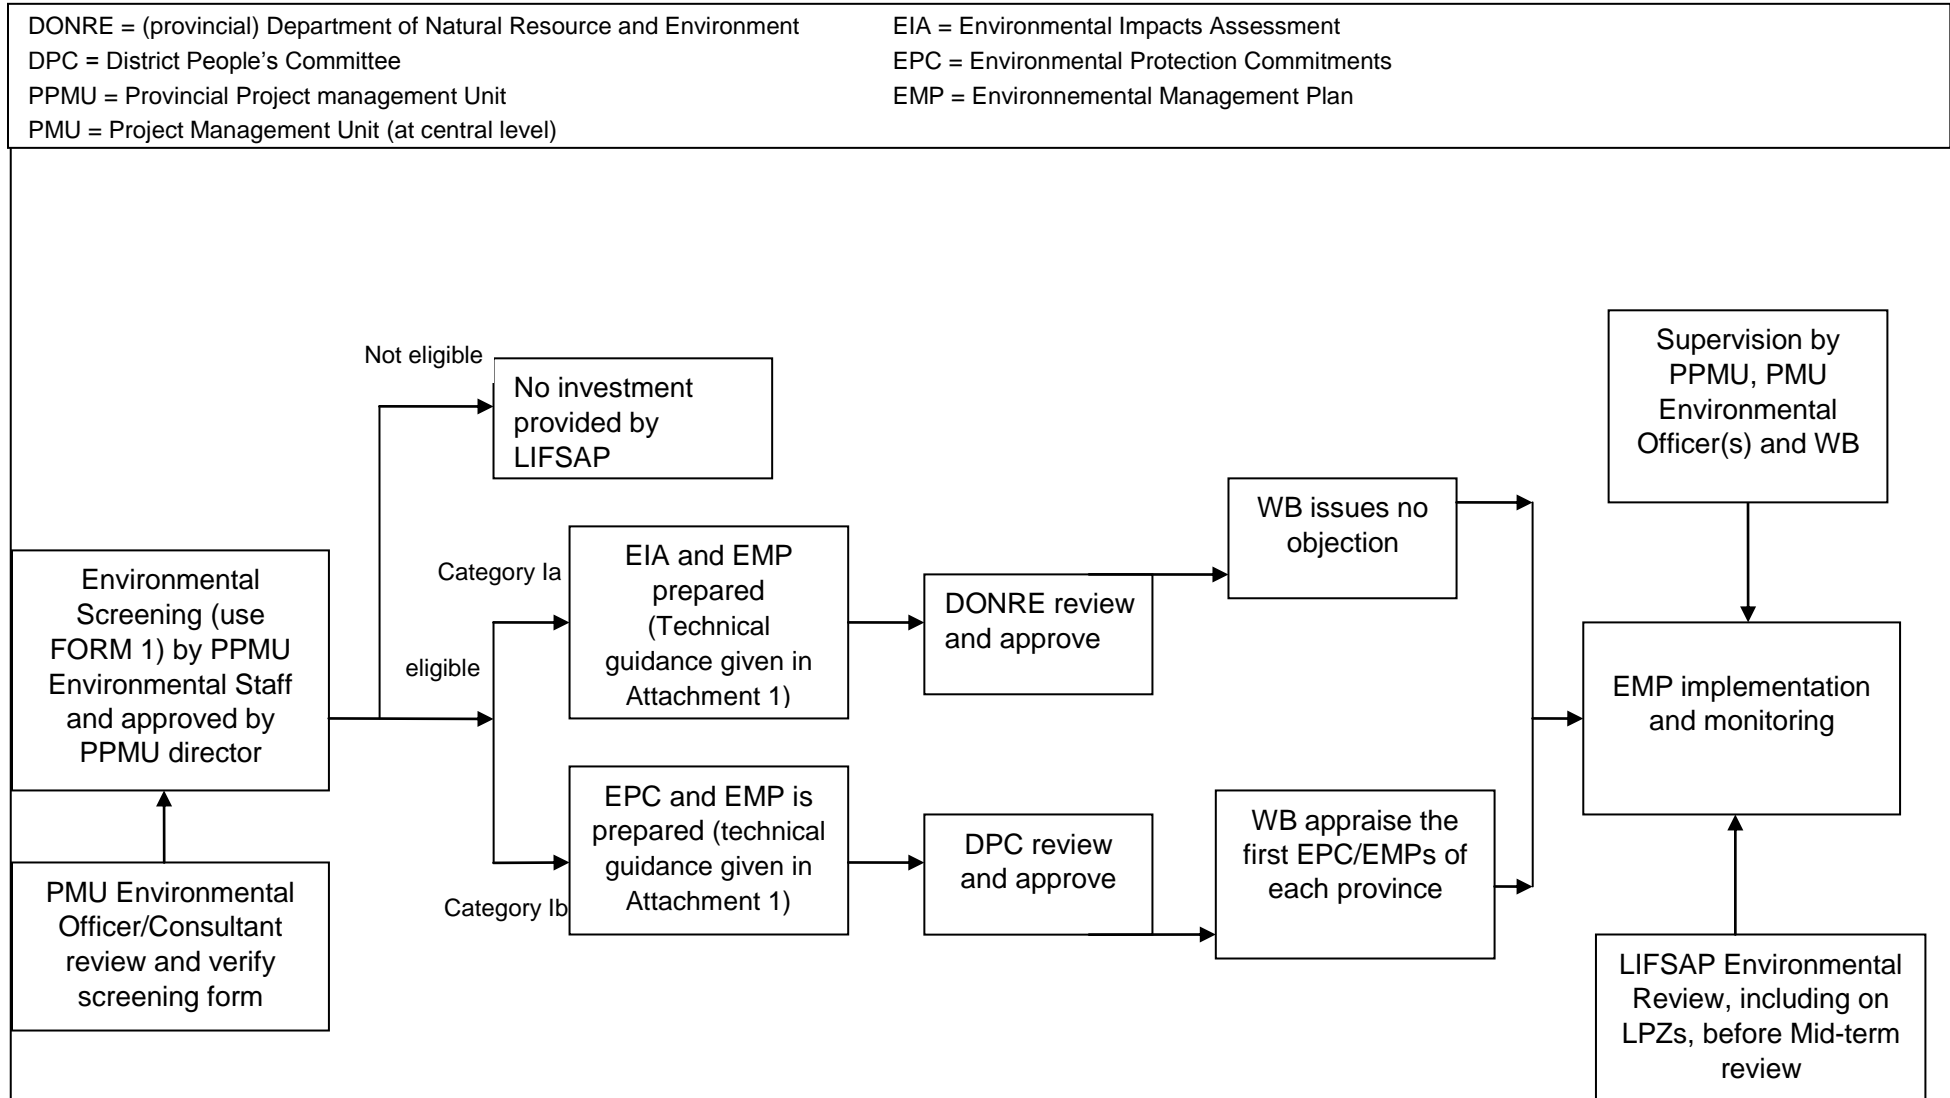 DONRE = (provincial) Department of Natural Resource and Environment
DPC = District People's Committee
PPMU = Provincial Project management Unit
PMU = Project Management Unit (at central level)
EIA = Environmental Impacts Assessment
EPC = Environmental Protection Commitments
EMP = Environnemental Management Plan
Not eligible
No investment
provided by
LIFSAP
Environmental
Screening (use
FORM 1) by PPMU
Environmental Staff
and approved by
PPMU director
PMU Environmental
Officer/Consultant
review and verify
screening form
eligible
Category Ia
EIA and EMP
prepared
(Technical
guidance given in
Attachment 1)
Category Ib
EPC and EMP is
prepared (technical
guidance given in
Attachment 1)
DONRE review
and approve
DPC review
and approve
WB issues no
objection
WB appraise the
first EPC/EMPs of
each province
Supervision by
PPMU, PMU
Environmental
Officer(s) and WB
EMP implementation
and monitoring
LIFSAP Environmental
Review, including on
LPZs, before Mid-term
review